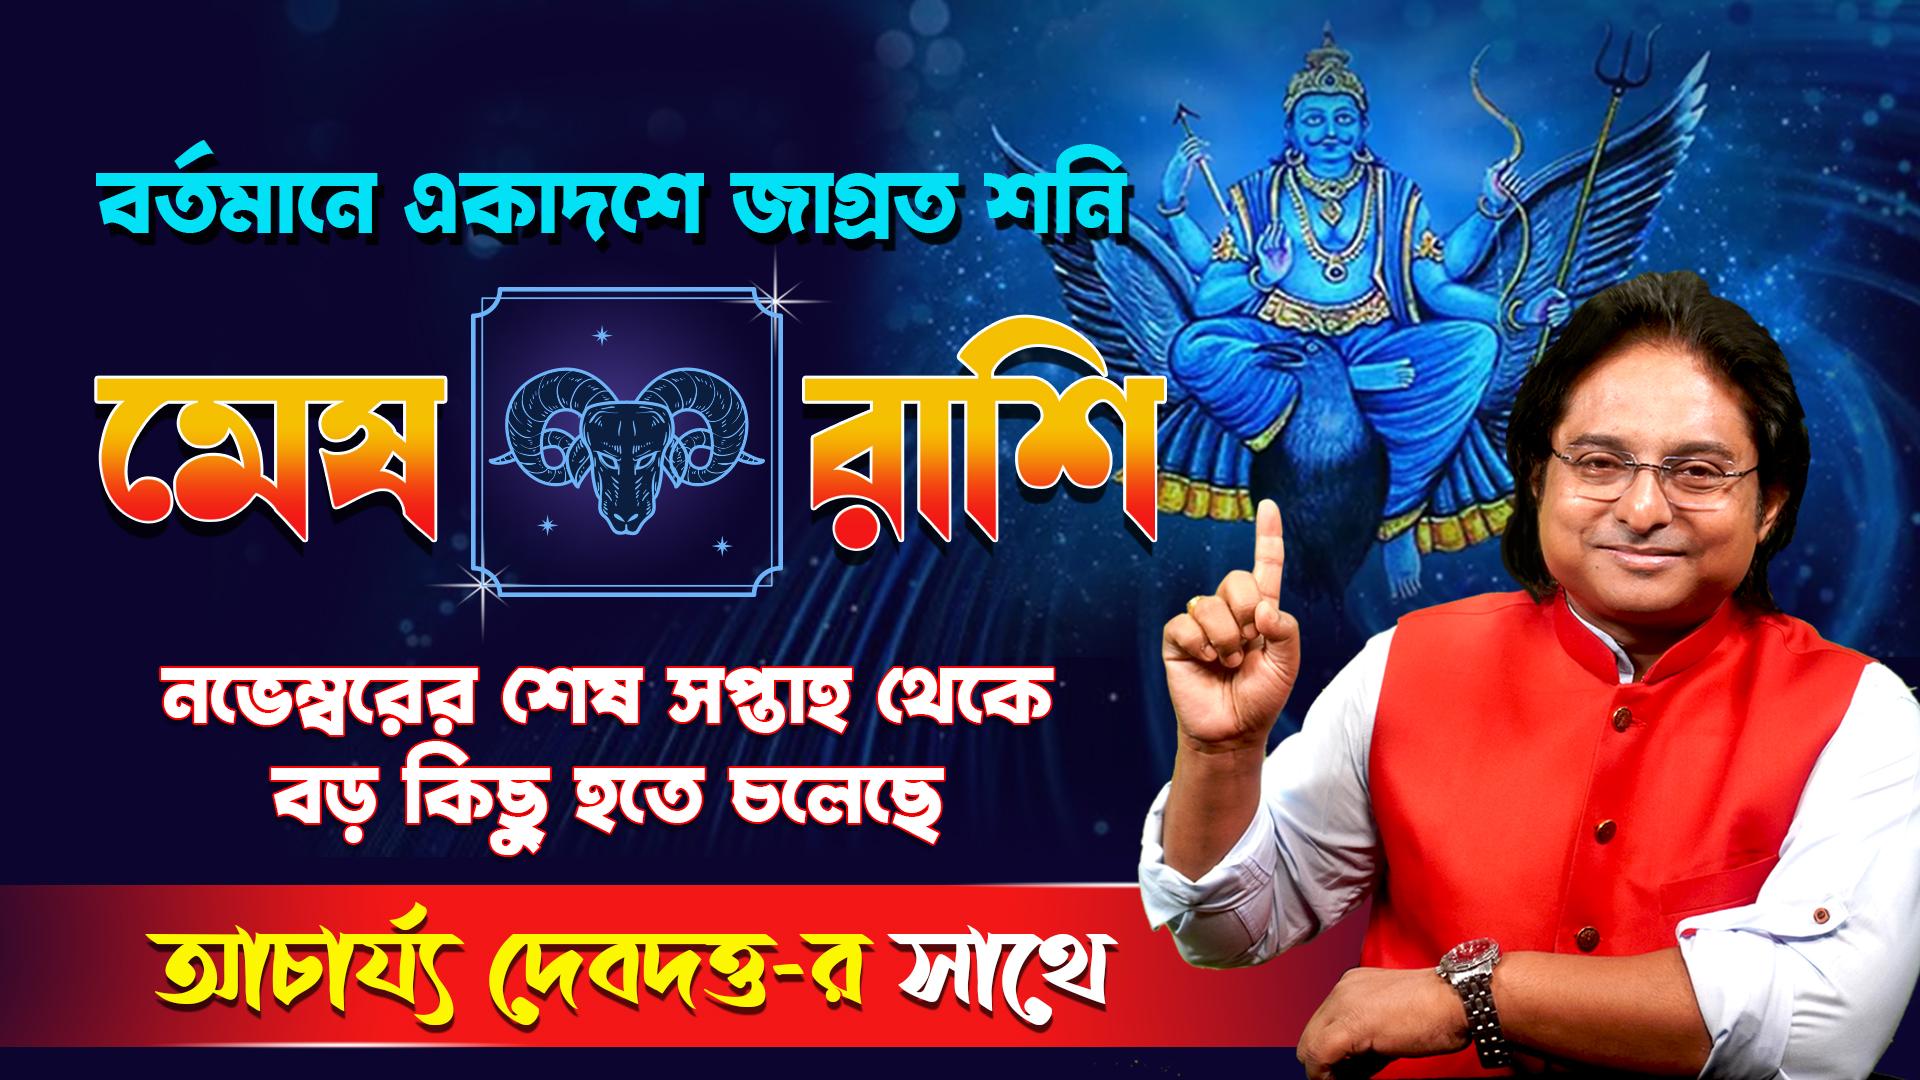 বর্তমানে একাদশে জাগ্রত শনি
মেষ রাশি
নভেম্বরের শেষ সপ্তাহ থেকে
বড় কিছু হতে চলেছে
আচার্য্য দেবদত্ত-র সাথে